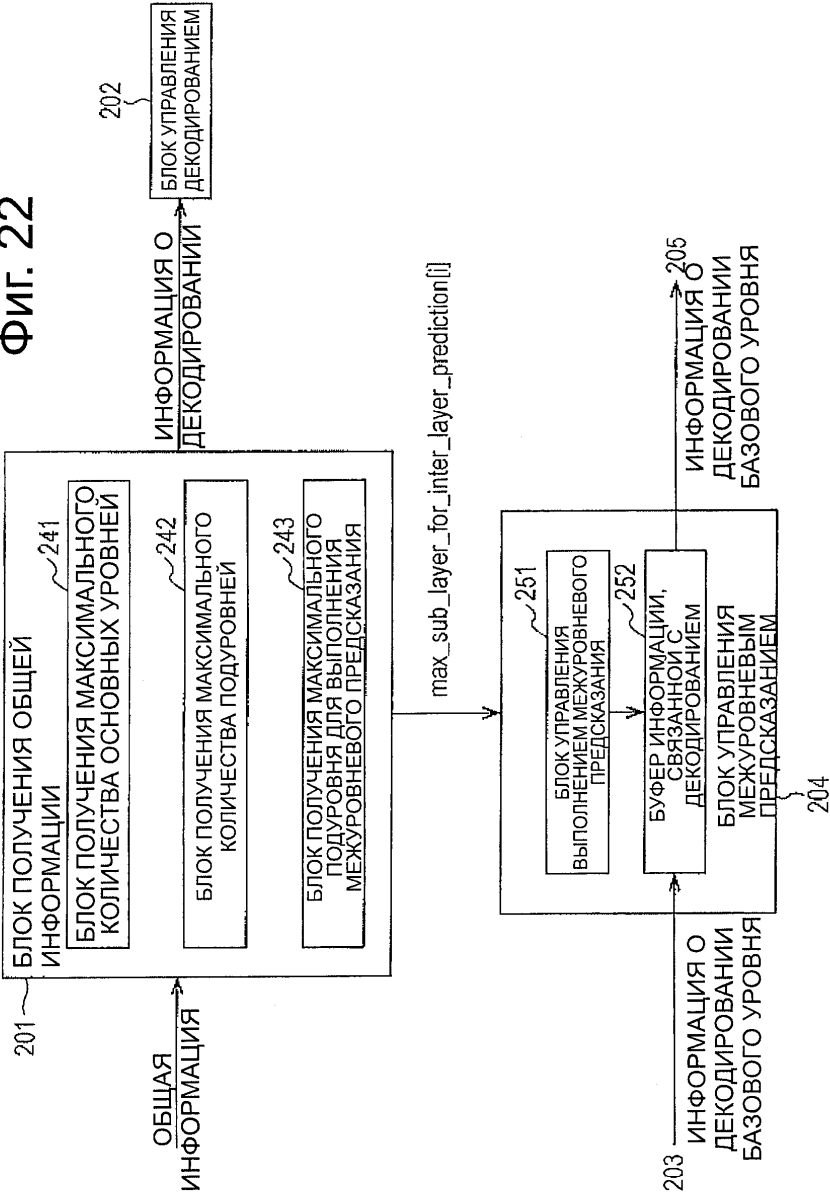 Фиг. 22
201
БЛОК ПОЛУЧЕНИЯ ОБЩЕЙ
ИНФОРМАЦИИ
241
БЛОК ПОЛУЧЕНИЯ МАКСИМАЛЬНОГО
КОЛИЧЕСТВА ОСНОВНЫХ УРОВНЕЙ
242
БЛОК ПОЛУЧЕНИЯ МАКСИМАЛЬНОГО
КОЛИЧЕСТВА ПОДУРОВНЕЙ
243
БЛОК ПОЛУЧЕНИЯ МАКСИМАЛЬНОГО
ПОДУРОВНЯ ДЛЯ ВЫПОЛНЕНИЯ
МЕЖУРОВНЕВОГО ПРЕДСКАЗАНИЯ
ОБЩАЯ
ИНФОРМАЦИЯ
ИНФОРМАЦИЯ О
ДЕКОДИРОВАНИИ
202
БЛОК УПРАВЛЕНИЯ
ДЕКОДИРОВАНИЕМ
max_sub_layer_for_inter_layer_prediction[i]
251
БЛОК УПРАВЛЕНИЯ
ВЫПОЛНЕНИЕМ МЕЖУРОВНЕВОГО
ПРЕДСКАЗАНИЯ
252
БУФЕР ИНФОРМАЦИИ,
СВЯЗАННОЙ С
ДЕКОДИРОВАНИЕМ
БЛОК УПРАВЛЕНИЯ
МЕЖУРОВНЕВЫМ
ПРЕДСКАЗАНИЕМ
204
203
ИНФОРМАЦИЯ О
ДЕКОДИРОВАНИИ
БАЗОВОГО УРОВНЯ
205
ИНФОРМАЦИЯ О
ДЕКОДИРОВАНИИ
БАЗОВОГО УРОВНЯ